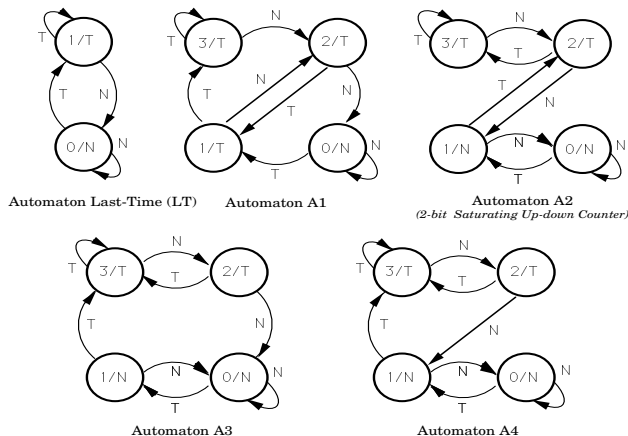 T 1/T T N 0/N N
Automaton Last-Time (LT)
T 3/T N 2/T T N T N 1/T T 0/N N
Automaton A1
T 3/T N T 2/T T N 1/N N T 0/N N
Automaton A2
(2-bit Saturating Up-down Counter)
T 3/T N T 2/T T N 1/N N T 0/N N
Automaton A3
T 3/T N T 2/T T N 1/N N T 0/N N
Automaton A4